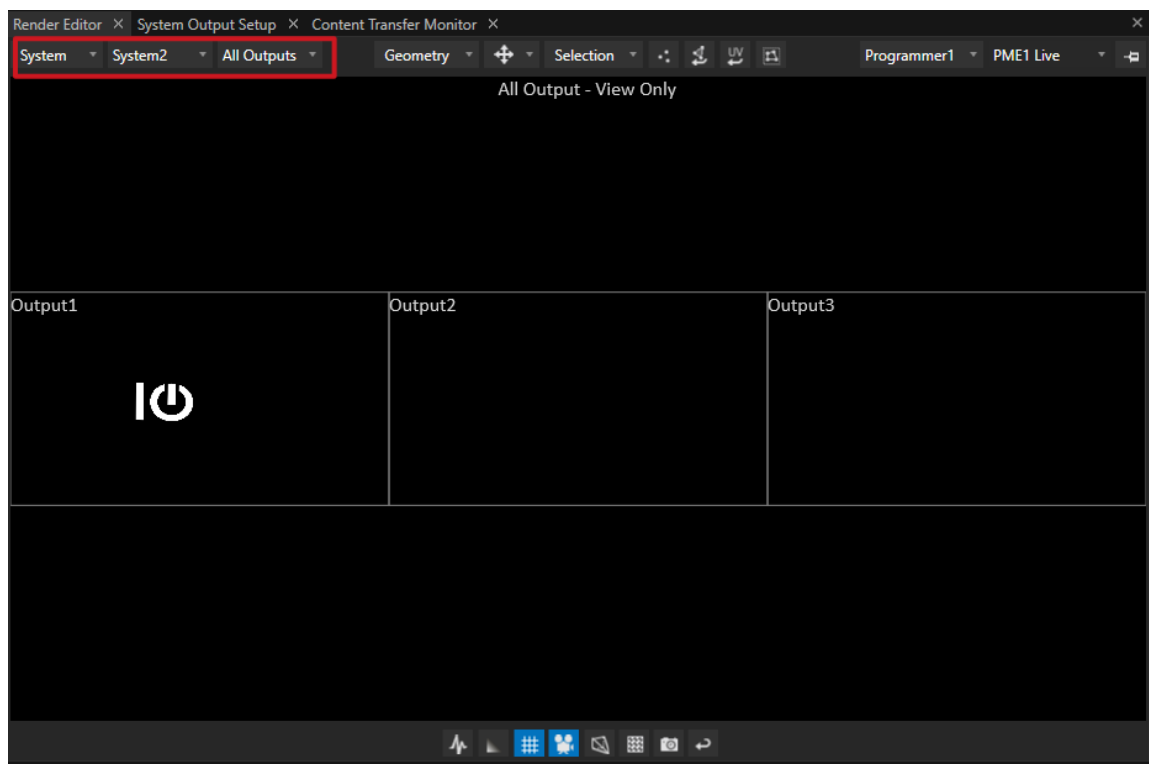 Render Editor System Output Setup Content Transfer Monitor
System System2 All Outputs Geometry Selection UV Programmer1 PME1 Live
All Output - View Only
Output1 Output2 Output3